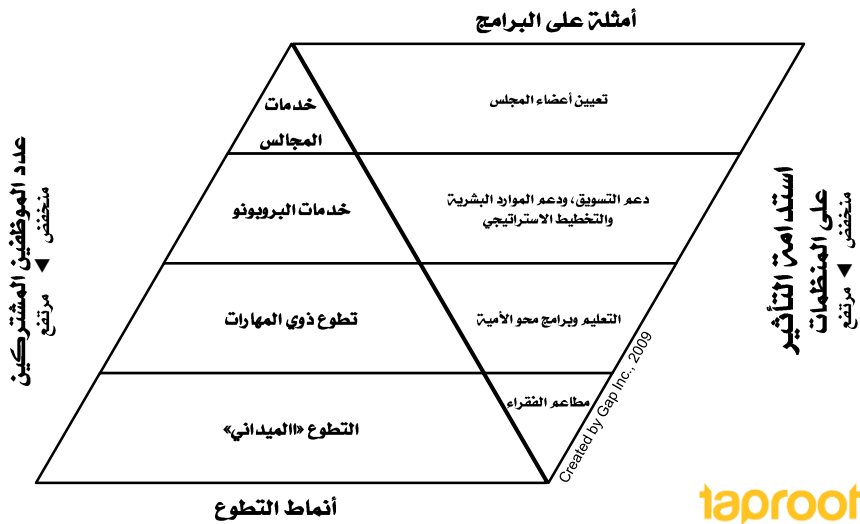 أمثلة على البرامج
خدمات
المجالس
تعيين أعضاء المجلس
خدمات البروبونو
دعم التسويق، ودعم الموارد البشرية
والتخطيط الاستراتيجي
تطوع ذوي المهارات
التعليم وبرامج محو الأمية
التطوع «االميداني»
مطاعم الفقراء
أنماط التطوع
عدد الموظفين المشتركين
منخفض ◀ مرتفع
استدامة التأثير
على المنظمات
منخفض ◀ مرتفع
Created by Gap Inc., 2009
taproot